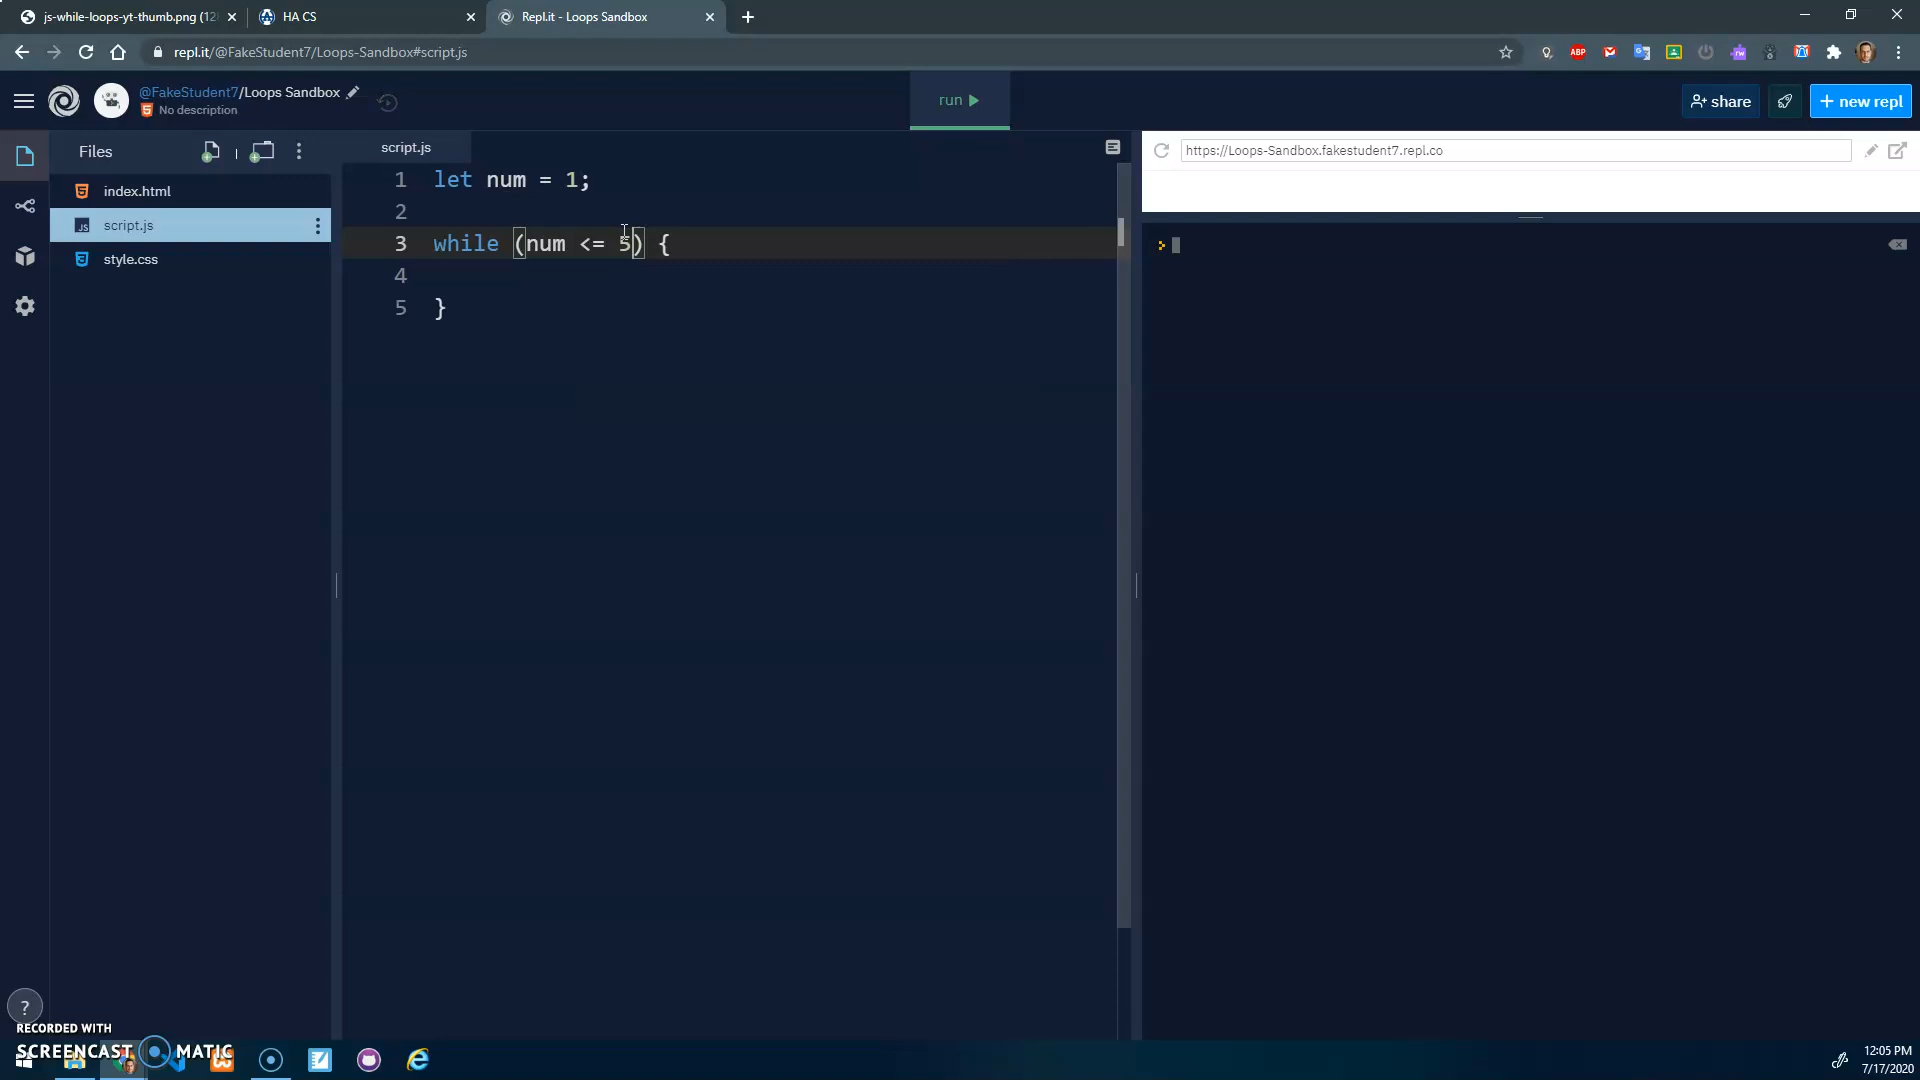 js-while-loops-yt-thumb.png (12
HA CS
Repl.it - Loops Sandbox
repl.it/@FakeStudent7/Loops-Sandbox#script.js
ABP
@FakeStudent7/Loops Sandbox
No description
run
share
+ new repl
Files
script.js
https://Loops-Sandbox.fakestudent7.repl.co
index.html
script.js
style.css
1 let num = 1;
2
3 while (num <= 5) {
4
5 }
?
RECORDED WITH
SCREENCAST MATIC
12:05 PM
7/17/2020